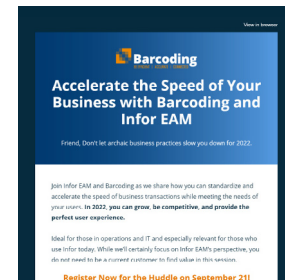 View in browser
Barcoding
Accelerate the Speed of Your
Business with Barcoding and
Infor EAM
Friend, Don't let archaic business practices slow you down for 2022.
Join Infor EAM and Barcoding as we share how you can standardize and
accelerate the speed of business transactions while meeting the needs of
your users. In 2022, you can grow, be competitive, and provide the
perfect user experience.
Ideal for those in operations and IT and especially relevant for those who
use Infor today. While we'll certainly focus on Infor EAM's perspective, you
do not need to be a current customer to find value in this session.
Register Now for the Huddle on September 21!